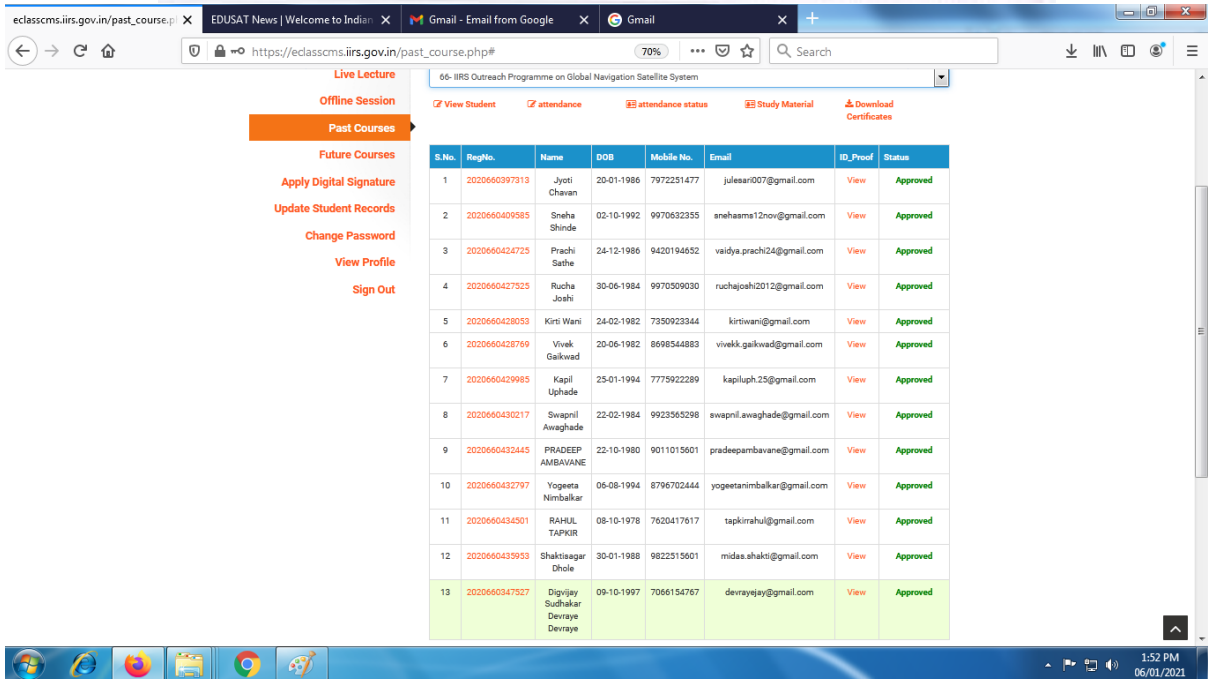 eclasscms.iirs.gov.in/past_course.p
EDUSAT News | Welcome to Indian
Gmail - Email from Google
Gmail
https://eclasscms.iirs.gov.in/past_course.php#
70%
Search
Live Lecture
Offline Session
Past Courses
Future Courses
Apply Digital Signature
Update Student Records
Change Password
View Profile
Sign Out
66- IIRS Outreach Programme on Global Navigation Satellite System
View Student attendance attendance status Study Material Download
Certificates
S.No. RegNo. Name DOB Mobile No. Email ID_Proof Status
1 2020660397313 Jyoti 20-01-1986 7972251477 julesari007@gmail.com View Approved
Chavan
2 2020660409585 Sneha 02-10-1992 9970632355 snehasms12nov@gmail.com View Approved
Shinde
3 2020660424725 Prachi 24-12-1986 9420194652 vaidya.prachi24@gmail.com View Approved
Sathe
4 2020660427525 Rucha 30-06-1984 9970509030 ruchajoshi2012@gmail.com View Approved
Joshi
5 2020660428053 Kirti Wani 24-02-1982 7350923344 kirtiwani@gmail.com View Approved
6 2020660428769 Vivek 20-06-1982 8698544883 vivekk.gaikwad@gmail.com View Approved
Gaikwad
7 2020660429985 Kapil 25-01-1994 7775922289 kapiluph.25@gmail.com View Approved
Uphade
8 2020660430217 Swapnil 22-02-1984 9923565298 swapnil.awaghade@gmail.com View Approved
Awaghade
9 2020660432445 PRADEEP 22-10-1980 9011015601 pradeepambavane@gmail.com View Approved
AMBAVANE
10 2020660432797 Yogeeta 06-08-1994 8796702444 yogeetanimbalkar@gmail.com View Approved
Nimbalkar
11 2020660434501 RAHUL 08-10-1978 7620417617 tapkirrahul@gmail.com View Approved
TAPKIR
12 2020660435953 Shaktisagar 30-01-1988 9822515601 midas.shakti@gmail.com View Approved
Dhole
13 2020660347527 Digvijay 09-10-1997 7066154767 devrayejay@gmail.com View Approved
Sudhakar
Devraye
Devraye
1:52 PM
06/01/2021